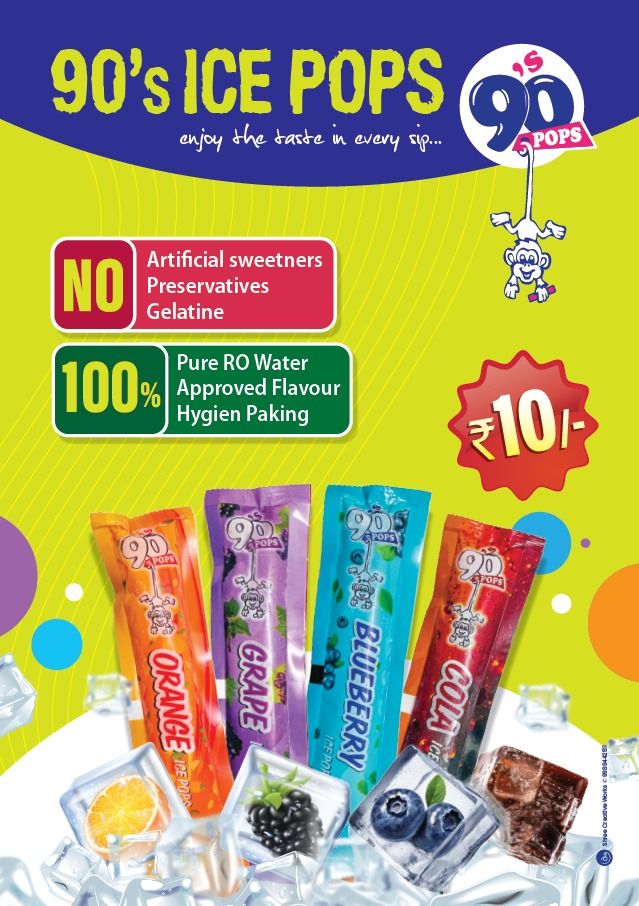 90's ICE POPS
enjoy the taste in every sip...
90's
POPS
NO
Artificial sweetners
Preservatives
Gelatine
100%
Pure RO Water
Approved Flavour
Hygien Paking
₹10/-
90
POPS
ORANGE
ICE POPS
90
POPS
GRAPE
90
POPS
BLUEBERRY
ICE POP
90
POPS
COLA
ICE